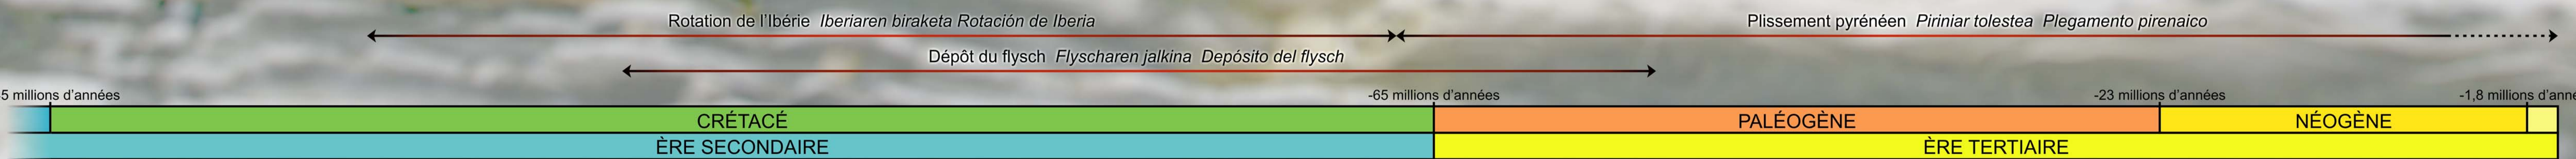 Rotation de l'Ibérie Iberiaren biraketa Rotación de Iberia
Plissement pyrénéen Piriniar tolestea Plegamento pirenaico
Dépôt du flysch Flyscharen jalkina Depósito del flysch
5 millions d'années
-65 millions d'années
-23 millions d'années
-1,8 millions d'anné
CRÉTACÉ
PALÉOGÈNE
NÉOGÈNE
ÈRE SECONDAIRE
ÈRE TERTIAIRE